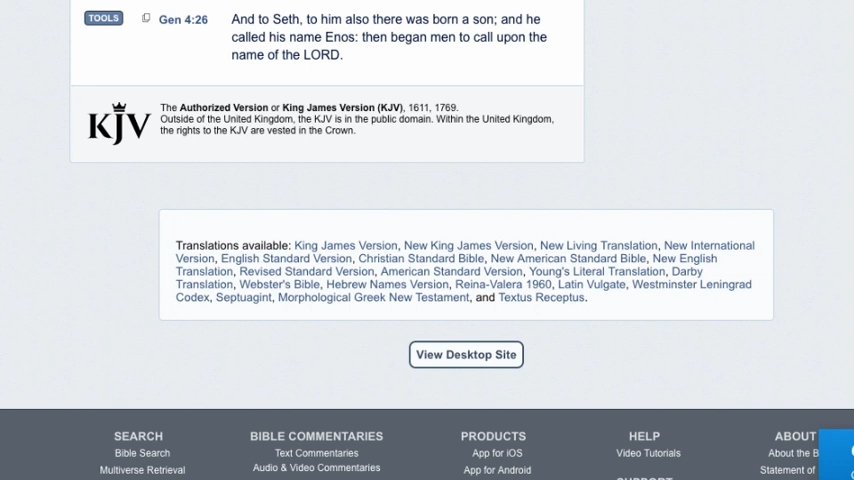 TOOLS Gen 4:26 And to Seth, to him also there was born a son; and he
called his name Enos: then began men to call upon the
name of the LORD.
KJV
The Authorized Version or King James Version (KJV), 1611, 1769.
Outside of the United Kingdom, the KJV is in the public domain. Within the United Kingdom,
the rights to the KJV are vested in the Crown.
Translations available: King James Version, New King James Version, New Living Translation, New International
Version, English Standard Version, Christian Standard Bible, New American Standard Bible, New English
Translation, Revised Standard Version, American Standard Version, Young's Literal Translation, Darby
Translation, Webster's Bible, Hebrew Names Version, Reina-Valera 1960, Latin Vulgate, Westminster Leningrad
Codex, Septuagint, Morphological Greek New Testament, and Textus Receptus.
View Desktop Site
SEARCH BIBLE COMMENTARIES PRODUCTS HELP ABOUT
Bible Search Text Commentaries App for iOS Video Tutorials About the B
Multiverse Retrieval Audio & Video Commentaries App for Android Statement of